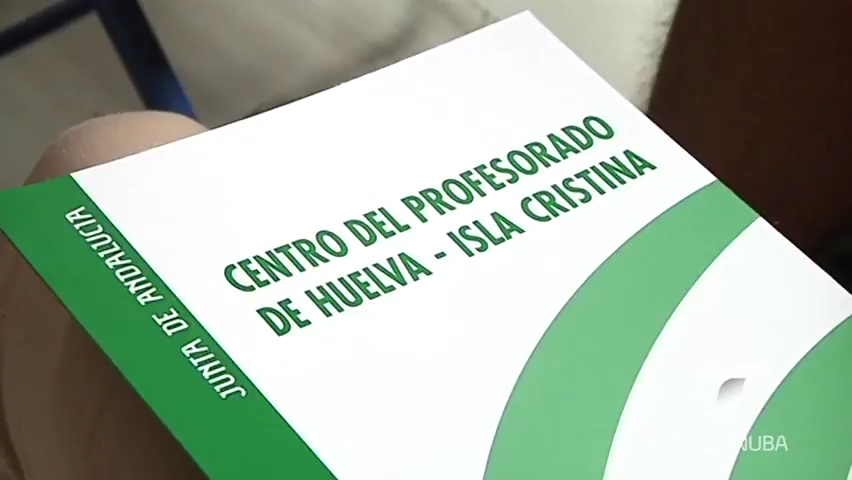 CENTRO DEL PROFESORADO
DE HUELVA - ISLA CRISTINA
JUNTA DE ANDALUCIA